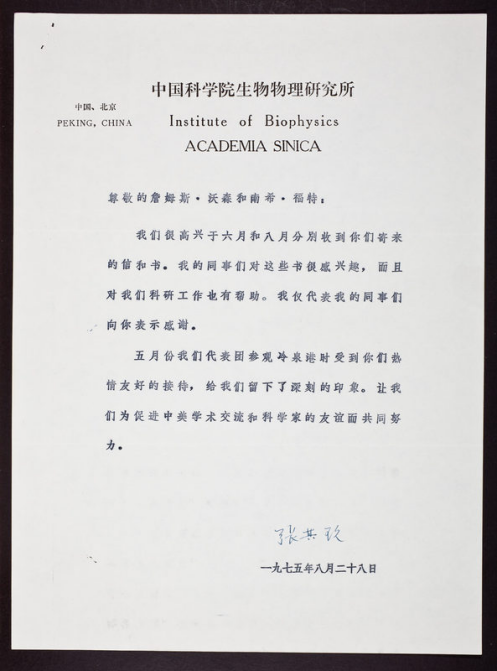 中国科学院生物物理研究所
中国、北京
PEKING, CHINA
Institute of Biophysics
ACADEMIA SINICA
尊敬的詹姆斯·沃森和南希·福特：
我们很高兴于六月和八月分别收到你们寄来
的信和书。我的同事们对这些书很感兴趣，而且
对我们科研工作也有帮助。我仅代表我的同事们
向你表示感谢。
五月份我们代表团参观冷泉港时受到你们热
情友好的接待，给我们留下了深刻的印象。让我
们为促进中美学术交流和科学家的友谊而共同努
力。
张其玖
一九七五年八月二十八日